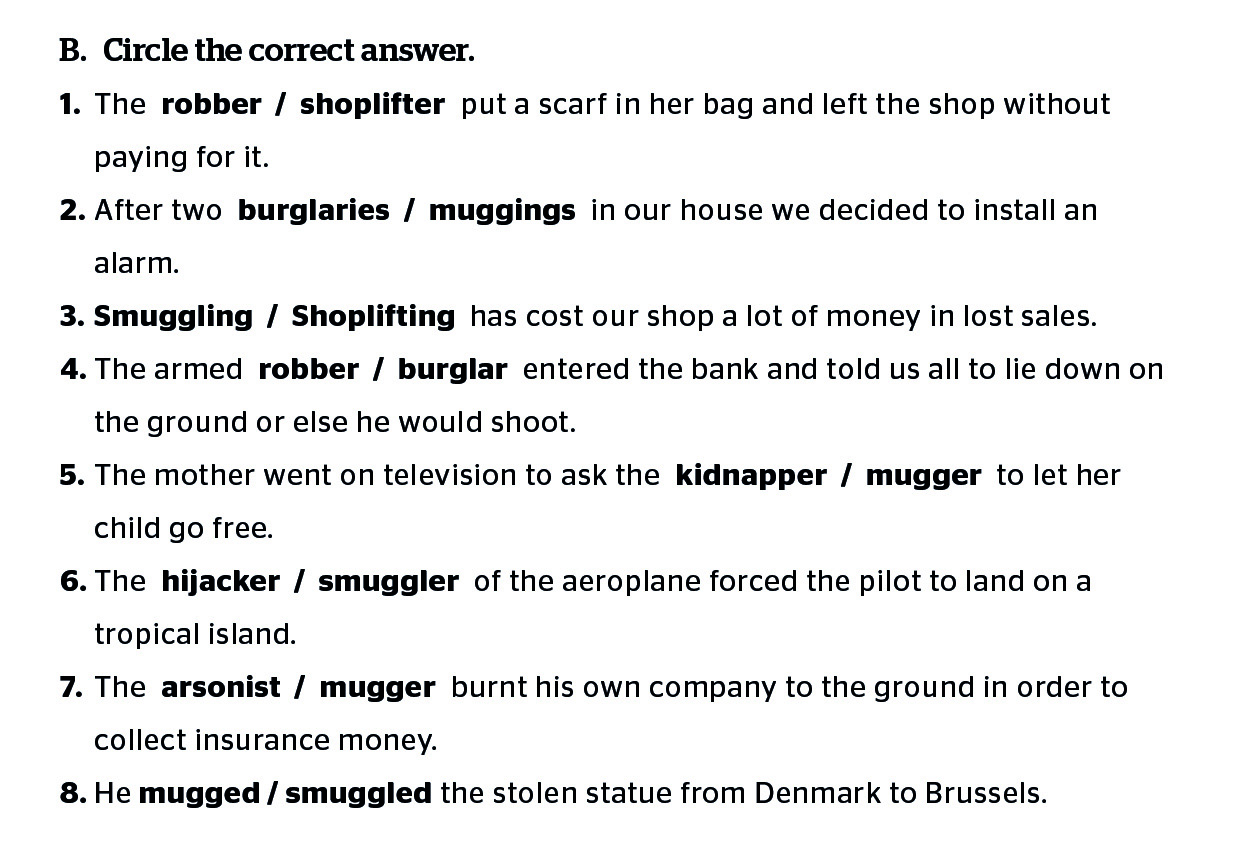 B. Circle the correct answer.
1. The robber / shoplifter put a scarf in her bag and left the shop without
paying for it.
2. After two burglaries / muggings in our house we decided to install an
alarm.
3. Smuggling / Shoplifting has cost our shop a lot of money in lost sales.
4. The armed robber / burglar entered the bank and told us all to lie down on
the ground or else he would shoot.
5. The mother went on television to ask the kidnapper / mugger to let her
child go free.
6. The hijacker / smuggler of the aeroplane forced the pilot to land on a
tropical island.
7. The arsonist / mugger burnt his own company to the ground in order to
collect insurance money.
8. He mugged / smuggled the stolen statue from Denmark to Brussels.